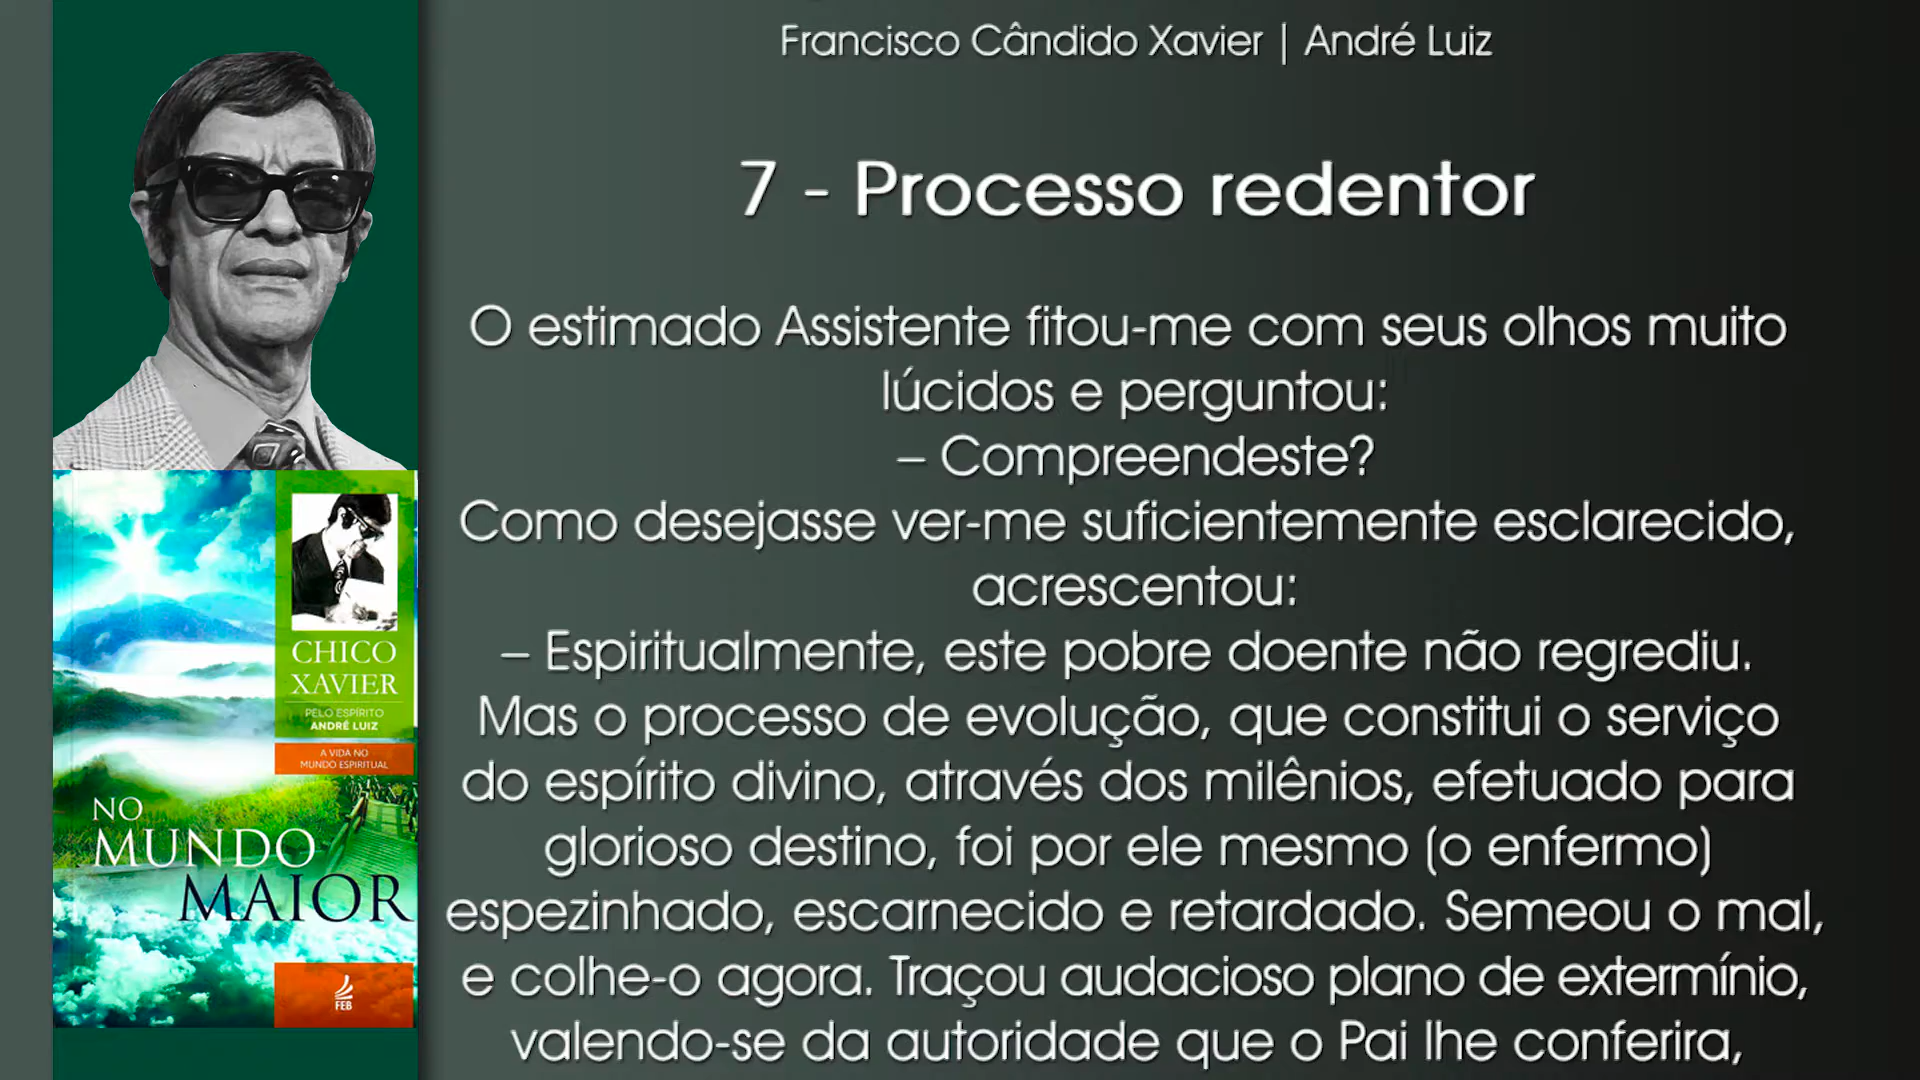 Francisco Cândido Xavier | André Luiz
7 - Processo redentor
O estimado Assistente fitou-me com seus olhos muito
lúcidos e perguntou:
– Compreendeste?
Como desejasse ver-me suficientemente esclarecido,
acrescentou:
– Espiritualmente, este pobre doente não regrediu.
Mas o processo de evolução, que constitui o serviço
do espírito divino, através dos milênios, efetuado para
glorioso destino, foi por ele mesmo (o enfermo)
espezinhado, escarnecido e retardado. Semeou o mal,
e colhe-o agora. Traçou audacioso plano de extermínio,
valendo-se da autoridade que o Pai lhe conferira,
CHICO
XAVIER
PELO ESPÍRITO
ANDRÉ LUIZ
A VIDA NO
MUNDO ESPIRITUAL
NO
MUNDO
MAIOR
FEB